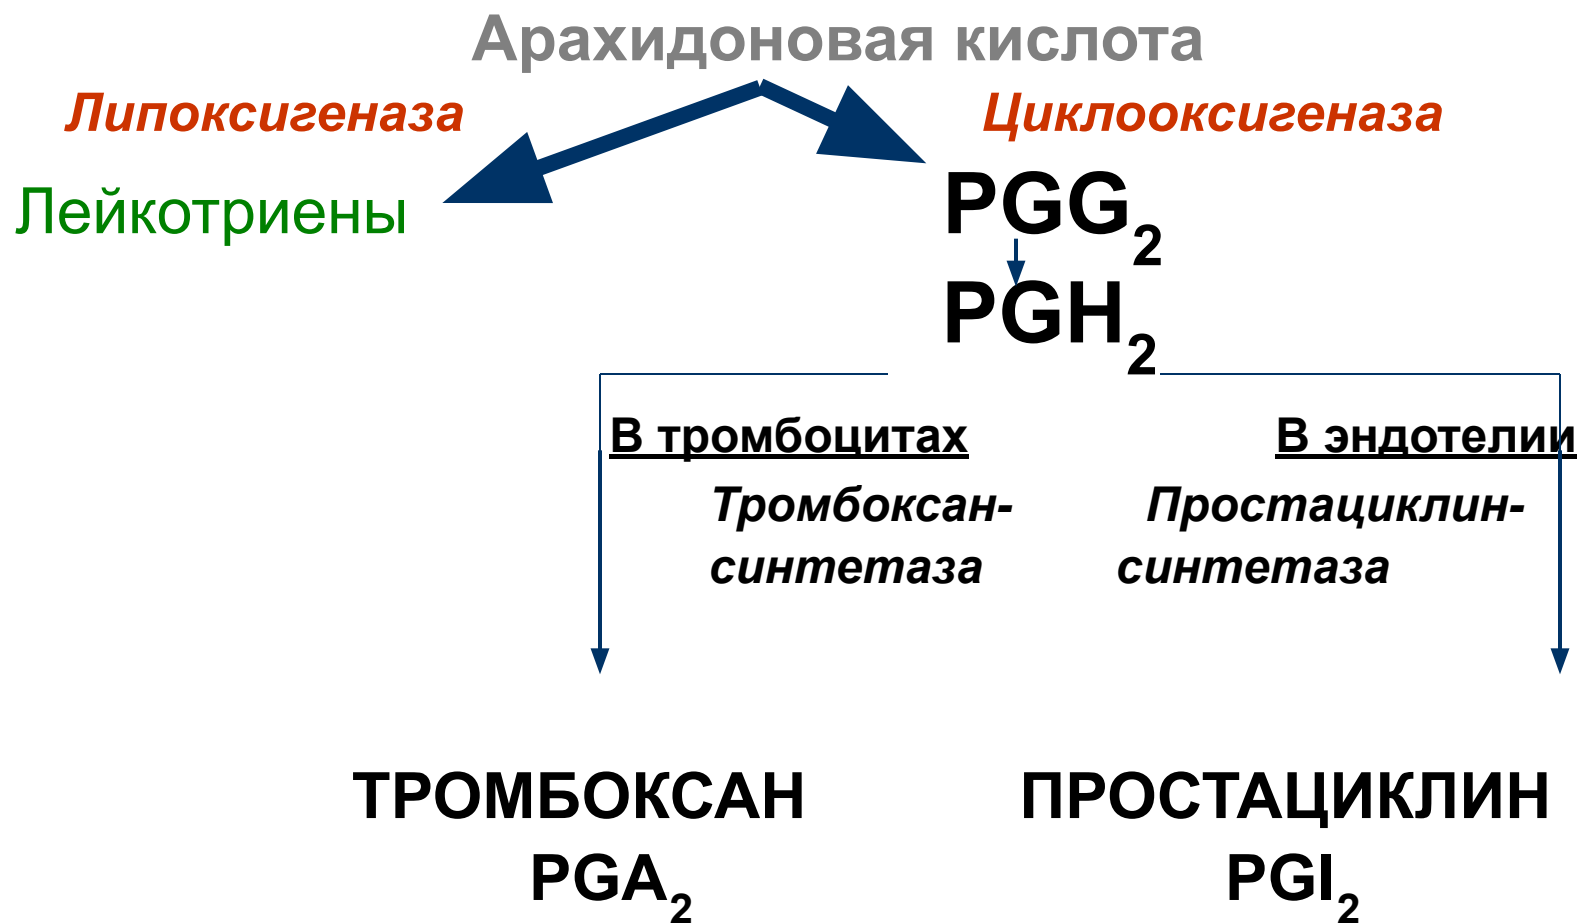 Арахидоновая кислота
Липоксигеназа Циклооксигеназа
Лейкотриены PGG₂
PGH₂
В тромбоцитах В эндотелии
Тромбоксан- Простациклин-
синтетаза синтетаза
ТРОМБОКСАН ПРОСТАЦИКЛИН
PGA₂ PGI₂